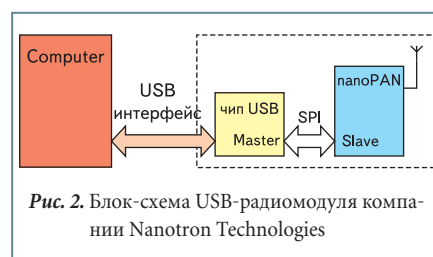 Computer
USB
интерфейс
чип USB
Master
SPI
nanoPAN
Slave
Рис. 2. Блок-схема USB-радиомодуля компа-
нии Nanotron Technologies